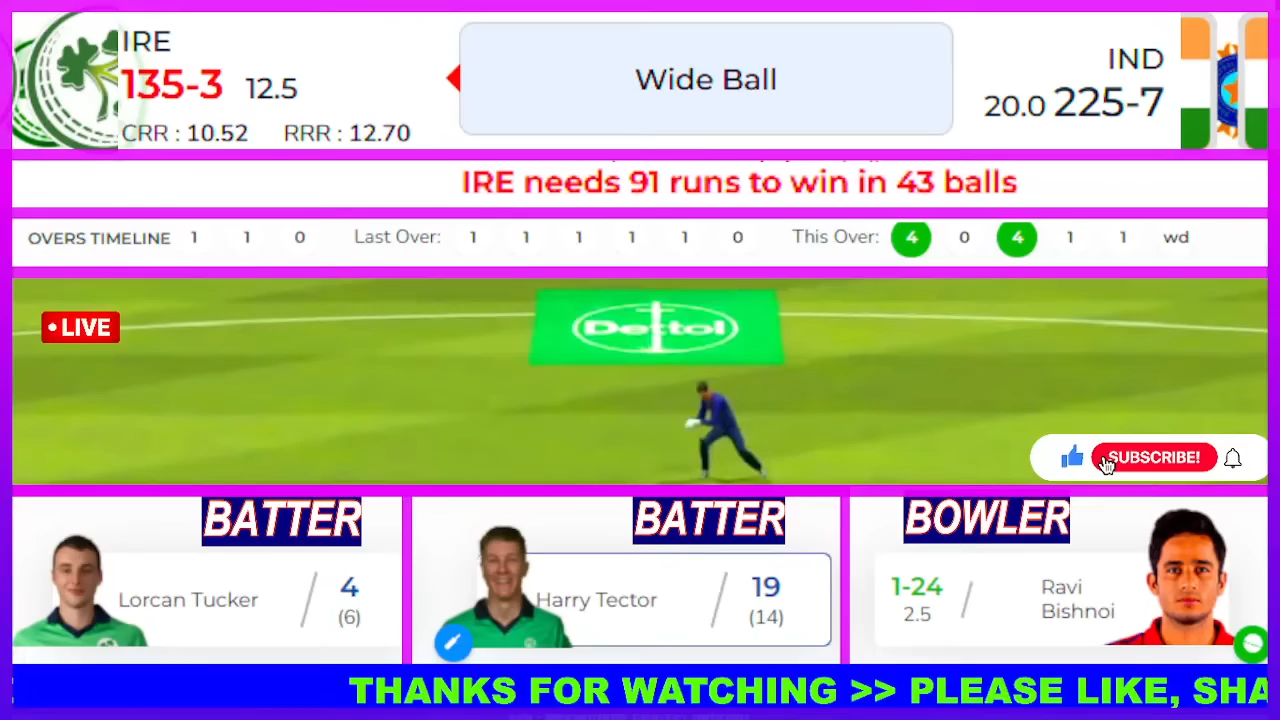 IRE
135-3 12.5
CRR : 10.52 RRR : 12.70
Wide Ball
IND
20.0 225-7
IRE needs 91 runs to win in 43 balls
OVERS TIMELINE 1 1 0 Last Over: 1 1 1 1 1 0 This Over: 4 0 4 1 1 wd
• LIVE
Dettol
SUBSCRIBE!
BATTER
Lorcan Tucker 4
(6)
BATTER
Harry Tector 19
(14)
BOWLER
1-24
2.5
Ravi
Bishnoi
THANKS FOR WATCHING >> PLEASE LIKE, SHA